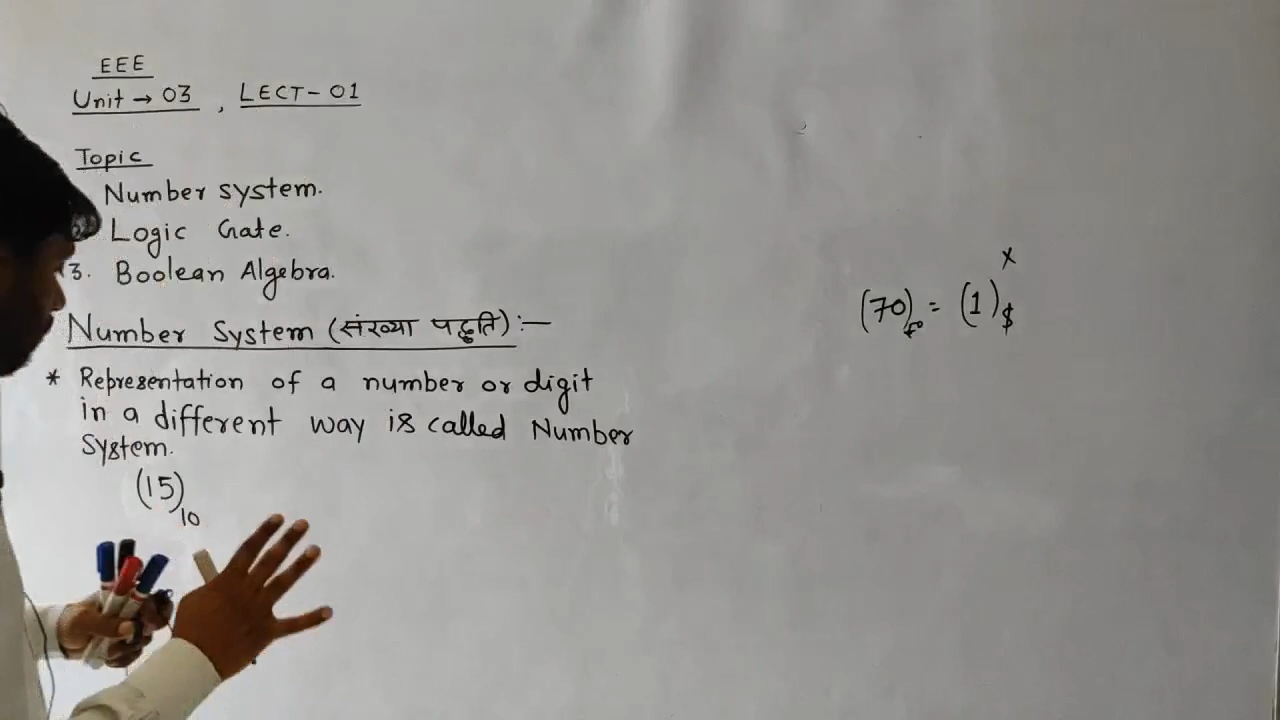 EEE
Unit → 03 , LECT - 01
Topic
Number system.
Logic Gate.
3. Boolean Algebra.
Number System (संख्या पद्धति) :—
* Representation of a number or digit
in a different way is called Number
System.
(15)10
(70)₹ = (1)$
x